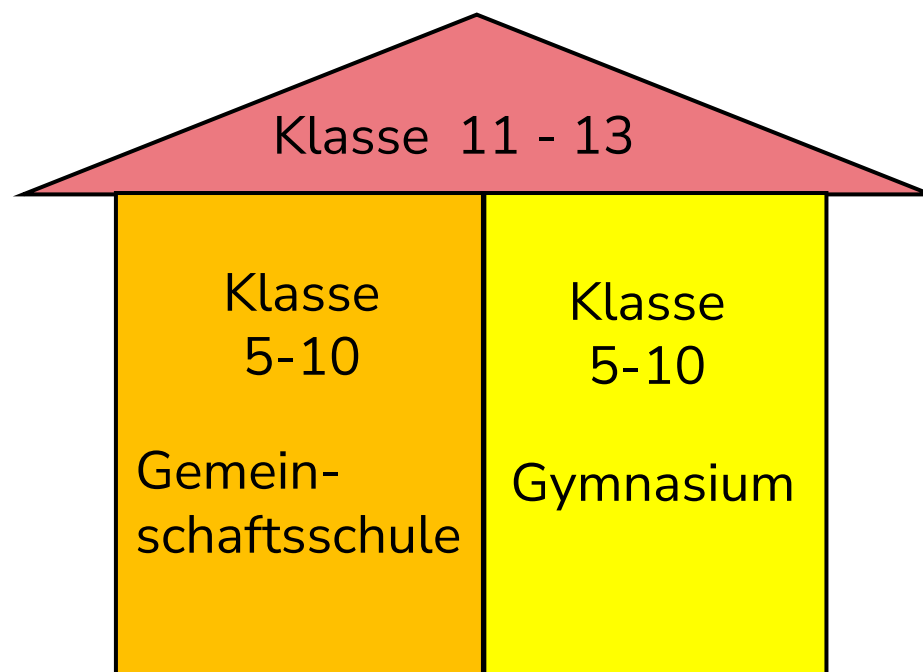 Klasse 11 - 13
Klasse
5-10
Gemein-
schaftsschule
Klasse
5-10
Gymnasium